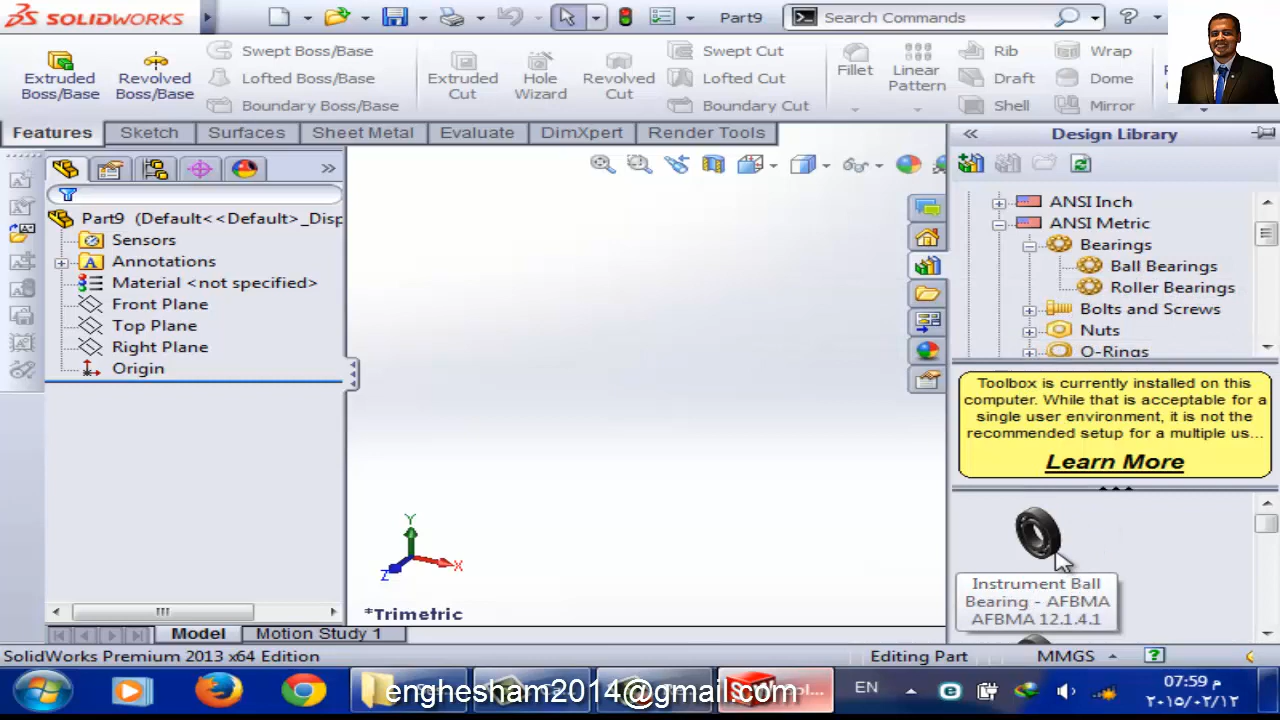 SOLIDWORKS
Part9
Search Commands
Extruded Boss/Base
Revolved Boss/Base
Swept Boss/Base
Lofted Boss/Base
Boundary Boss/Base
Extruded Cut
Hole Wizard
Revolved Cut
Swept Cut
Lofted Cut
Boundary Cut
Fillet
Linear Pattern
Rib
Draft
Shell
Wrap
Dome
Mirror
Features
Sketch
Surfaces
Sheet Metal
Evaluate
DimXpert
Render Tools
Design Library
Part9 (Default<<Default>_Disp
Sensors
Annotations
Material <not specified>
Front Plane
Top Plane
Right Plane
Origin
ANSI Inch
ANSI Metric
Bearings
Ball Bearings
Roller Bearings
Bolts and Screws
Nuts
O-Rings
Toolbox is currently installed on this
computer. While that is acceptable for a
single user environment, it is not the
recommended setup for a multiple us...
Learn More
Instrument Ball
Bearing - AFBMA
AFBMA 12.1.4.1
Y
X
Z
*Trimetric
Model
Motion Study 1
SolidWorks Premium 2013 x64 Edition
Editing Part
MMGS
enghesham2014@gmail.com
EN
07:59 م
٢٠١٥/٠٢/١٢